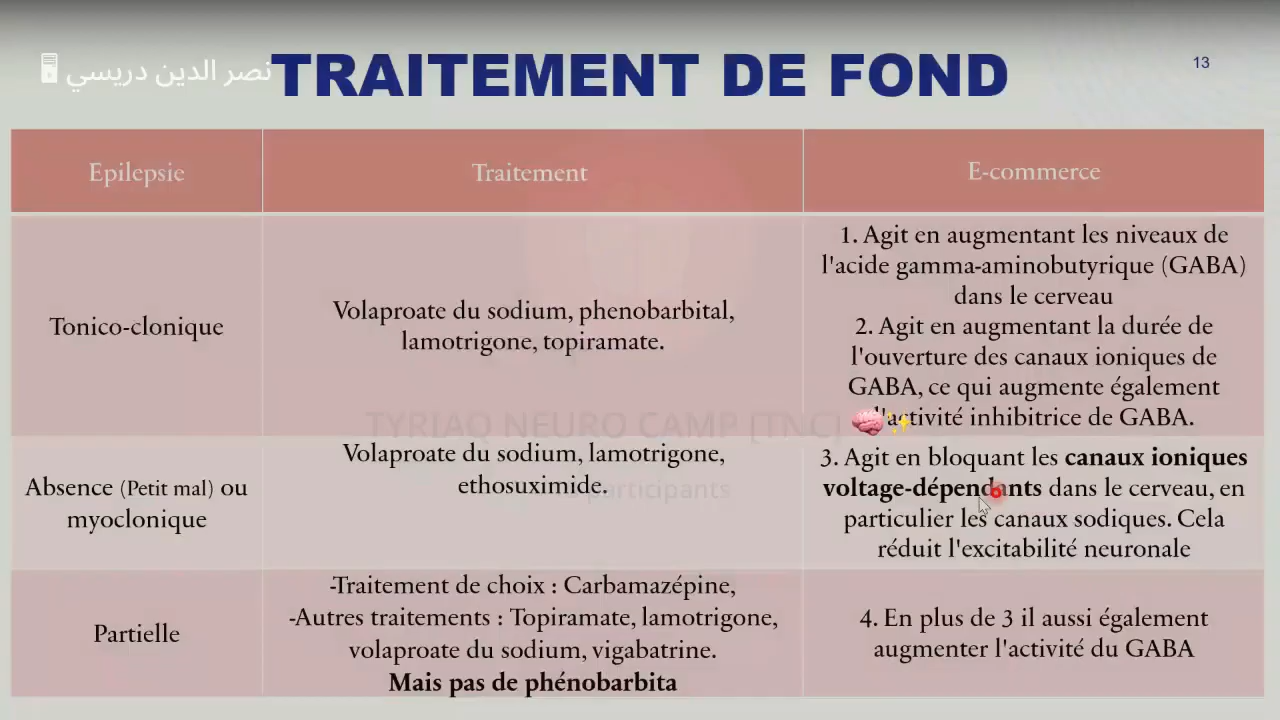 نصر الدين دريسي
TRAITEMENT DE FOND
13
Epilepsie
Traitement
E-commerce
Tonico-clonique
Volaproate du sodium, phenobarbital,
lamotrigone, topiramate.
1. Agit en augmentant les niveaux de
l'acide gamma-aminobutyrique (GABA)
dans le cerveau
2. Agit en augmentant la durée de
l'ouverture des canaux ioniques de
GABA, ce qui augmente également
l'activité inhibitrice de GABA.
TYRIAQ NEURO CAMP [TNC]
Absence (Petit mal) ou
myoclonique
Volaproate du sodium, lamotrigone,
ethosuximide.
participants
3. Agit en bloquant les canaux ioniques
voltage-dépendants dans le cerveau, en
particulier les canaux sodiques. Cela
réduit l'excitabilité neuronale
Partielle
-Traitement de choix : Carbamazépine,
-Autres traitements : Topiramate, lamotrigone,
volaproate du sodium, vigabatrine.
Mais pas de phénobarbita
4. En plus de 3 il aussi également
augmenter l'activité du GABA